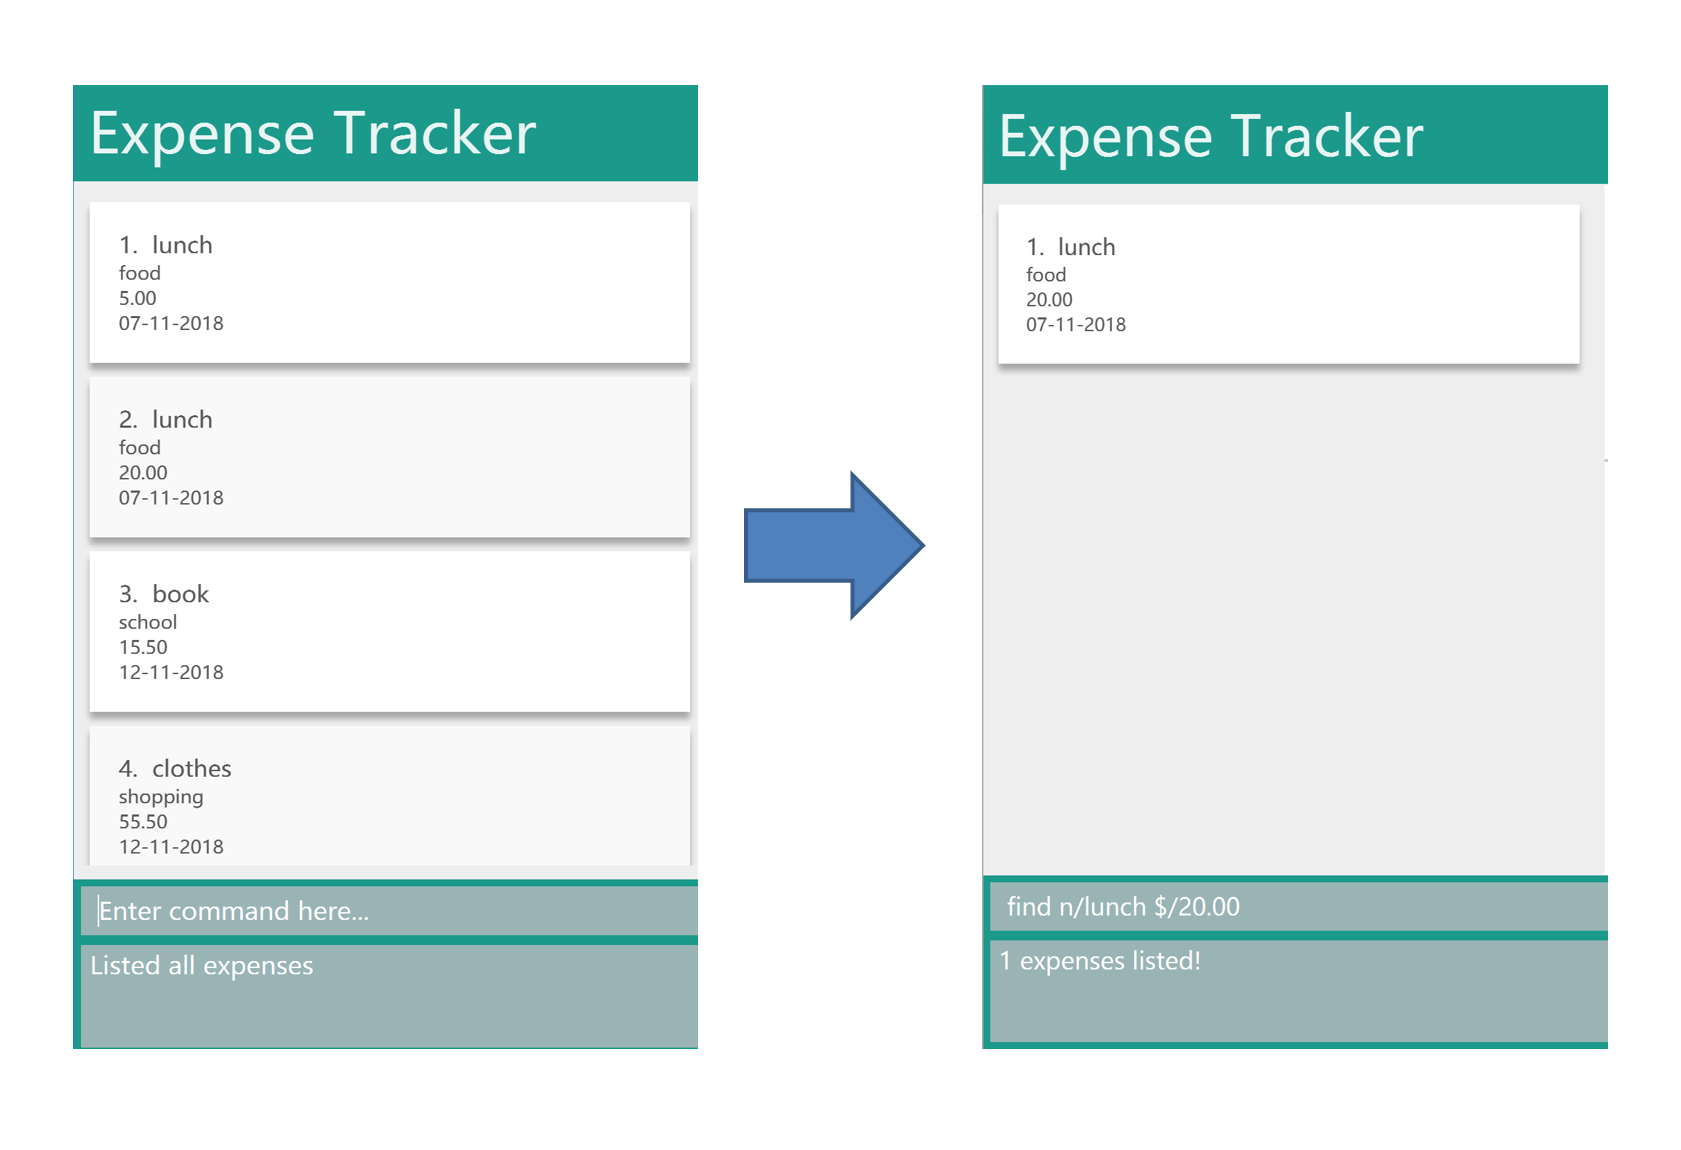 Expense Tracker
1. lunch
food
5.00
07-11-2018
2. lunch
food
20.00
07-11-2018
3. book
school
15.50
12-11-2018
4. clothes
shopping
55.50
12-11-2018
Enter command here...
Listed all expenses
Expense Tracker
1. lunch
food
20.00
07-11-2018
find n/lunch $/20.00
1 expenses listed!